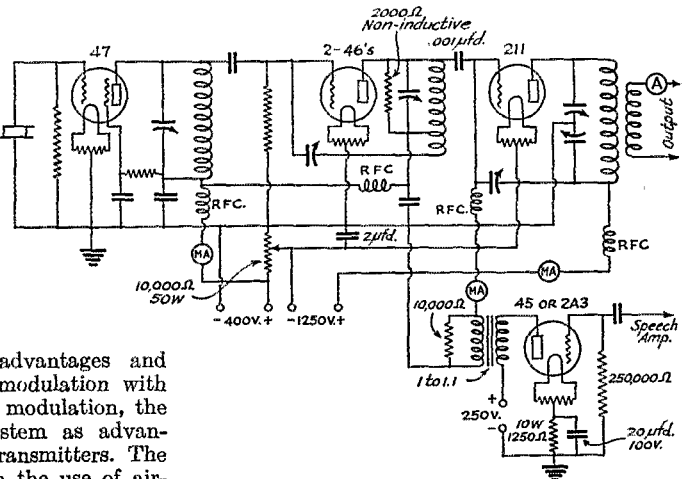 47
2-46's
2000Ω
Non-inductive
.001μfd.
211
A
Output
RFC
RFC.
RFC.
RFC
MA
2μfd.
10,000Ω
50W
- 400V. +
- 1250V. +
MA
MA
10,000Ω
45 OR 2A3
Speech
Amp.
1 to 1.1
+
250V.
-
10W
1250Ω
250,000Ω
20μfd.
100V.
advantages and
modulation with
modulation, the
stem as advan-
ransmitters. The
the use of air-